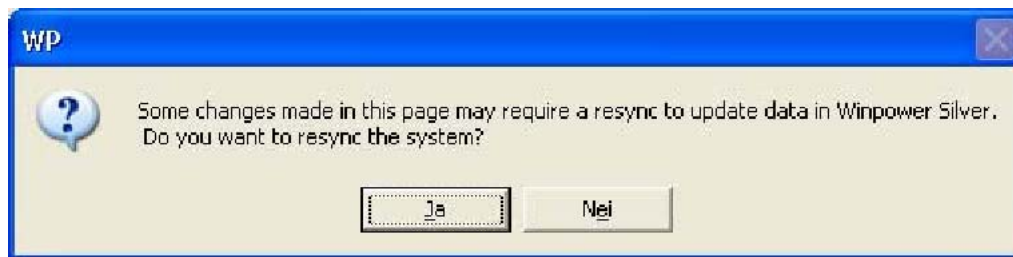 WP
Some changes made in this page may require a resync to update data in Winpower Silver.
Do you want to resync the system?
Ja
Nei